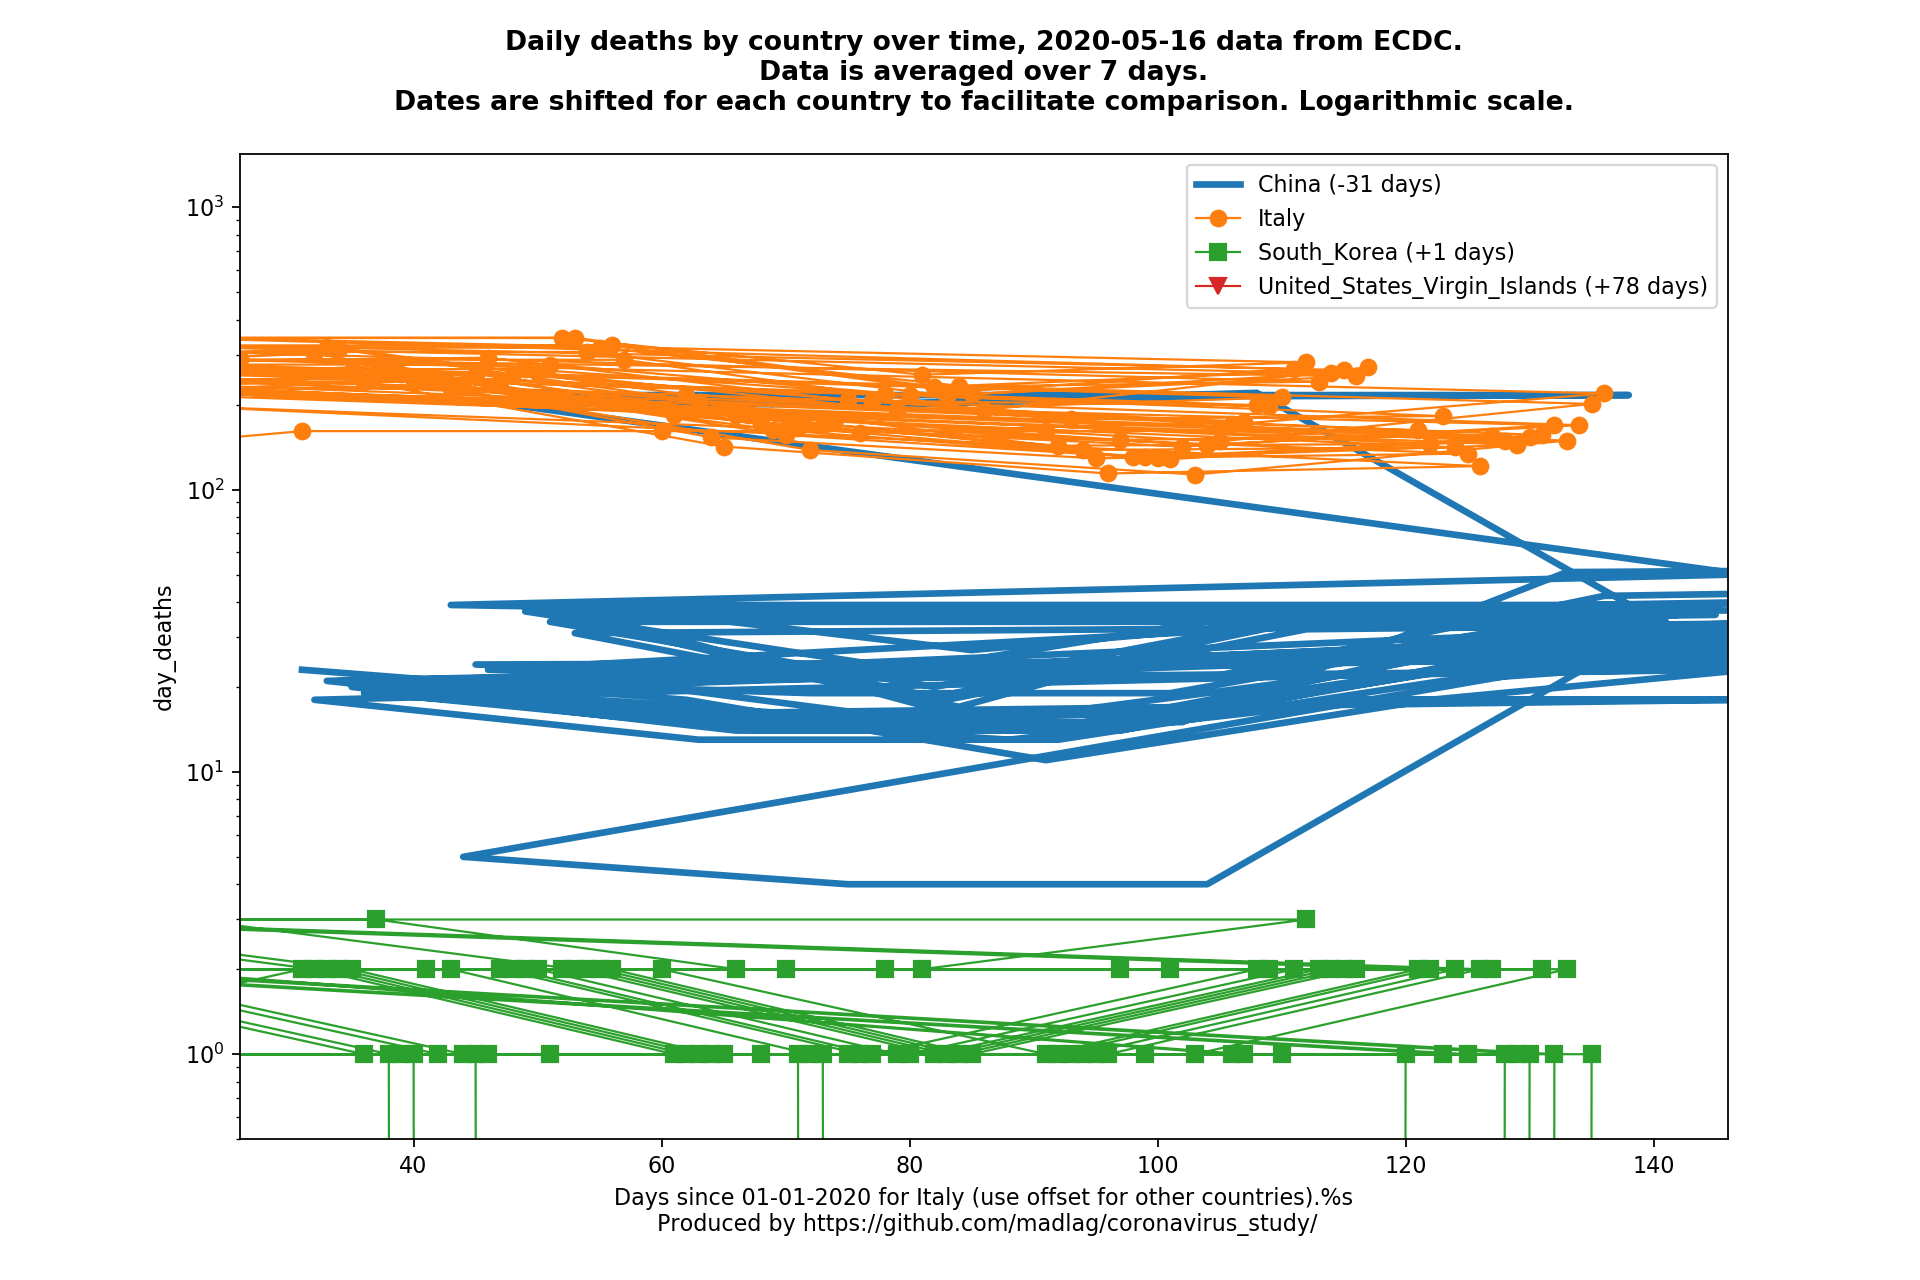 Daily deaths by country over time, 2020-05-16 data from ECDC.
Data is averaged over 7 days.
Dates are shifted for each country to facilitate comparison. Logarithmic scale.
China (-31 days)
Italy
South_Korea (+1 days)
United_States_Virgin_Islands (+78 days)
day_deaths
10³
10²
10¹
10⁰
40 60 80 100 120 140
Days since 01-01-2020 for Italy (use offset for other countries).%s
Produced by https://github.com/madlag/coronavirus_study/